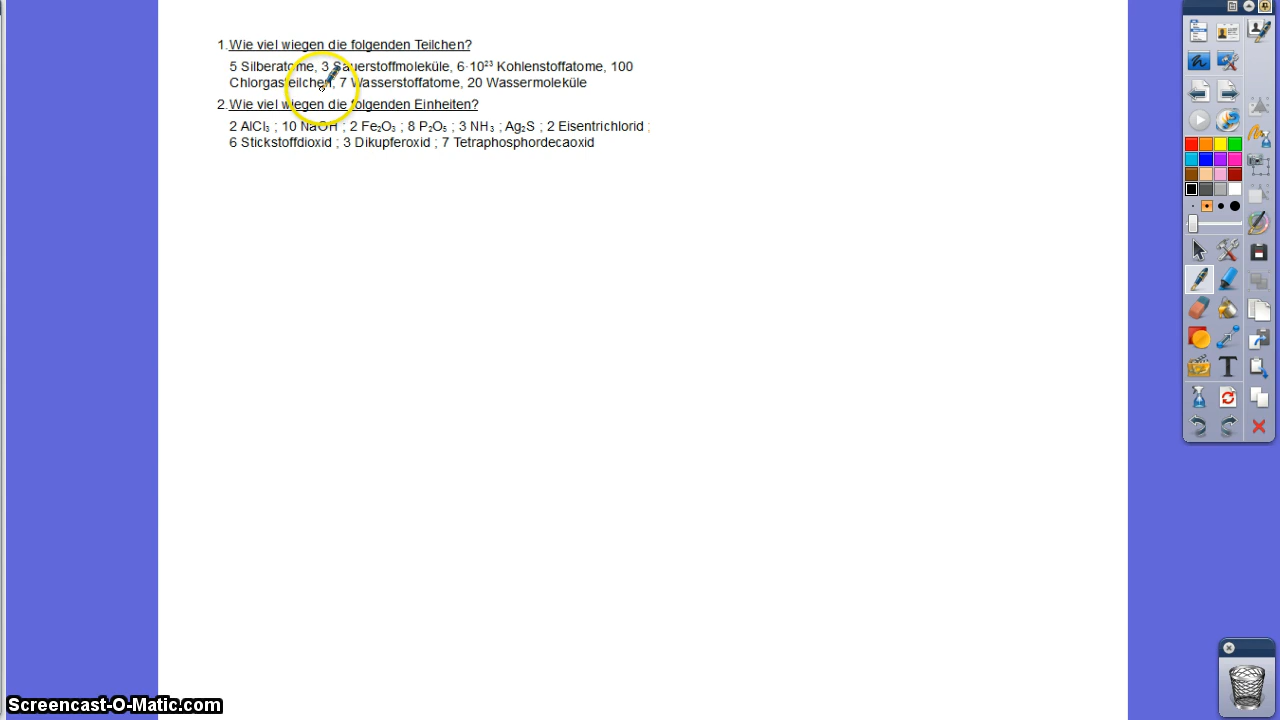 1. Wie viel wiegen die folgenden Teilchen?
5 Silberatome, 3 Sauerstoffmoleküle, 6·10²³ Kohlenstoffatome, 100
Chlorgasteilchen, 7 Wasserstoffatome, 20 Wassermoleküle
2. Wie viel wiegen die folgenden Einheiten?
2 AlCl₃ ; 10 NaOH ; 2 Fe₂O₃ ; 8 P₂O₅ ; 3 NH₃ ; Ag₂S ; 2 Eisentrichlorid ;
6 Stickstoffdioxid ; 3 Dikupferoxid ; 7 Tetraphosphordecaoxid
T
Screencast-O-Matic.com